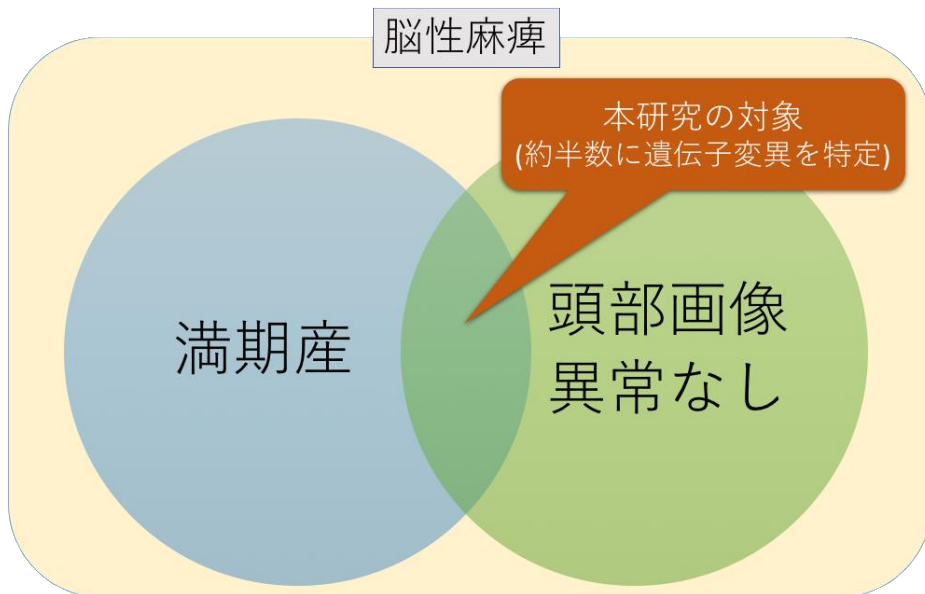 脳性麻痺
本研究の対象
(約半数に遺伝子変異を特定)
満期産
頭部画像
異常なし